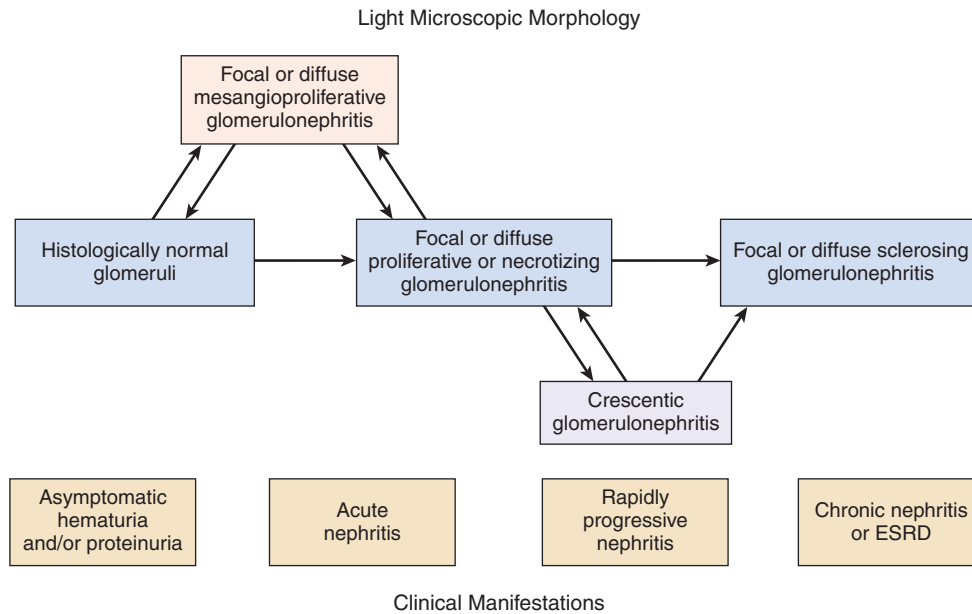 Light Microscopic Morphology
Focal or diffuse
mesangioproliferative
glomerulonephritis
Histologically normal
glomeruli
Focal or diffuse
proliferative or necrotizing
glomerulonephritis
Focal or diffuse sclerosing
glomerulonephritis
Crescentic
glomerulonephritis
Asymptomatic
hematuria
and/or proteinuria
Acute
nephritis
Rapidly
progressive
nephritis
Chronic nephritis
or ESRD
Clinical Manifestations